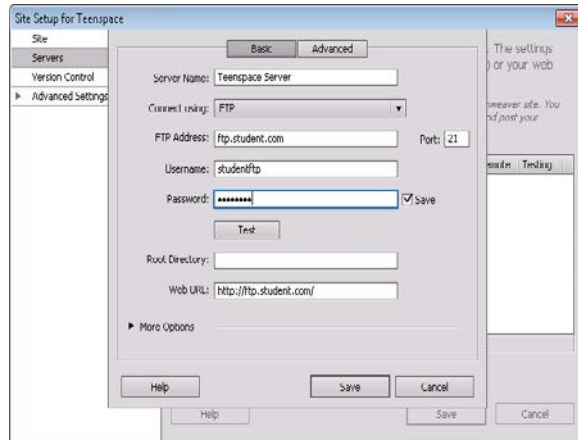 Site Setup for Teenspace
Site
Servers
Version Control
Advanced Settings
. The settings
) or your web
nweaver site. You
nd post your
emote Testing
Basic Advanced
Server Name: Teenspace Server
Connect using: FTP
FTP Address: ftp.student.com Port: 21
Username: studentftp
Password: •••••••• Save
Test
Root Directory:
Web URL: http://ftp.student.com/
More Options
Help Save Cancel
Help Save Cancel